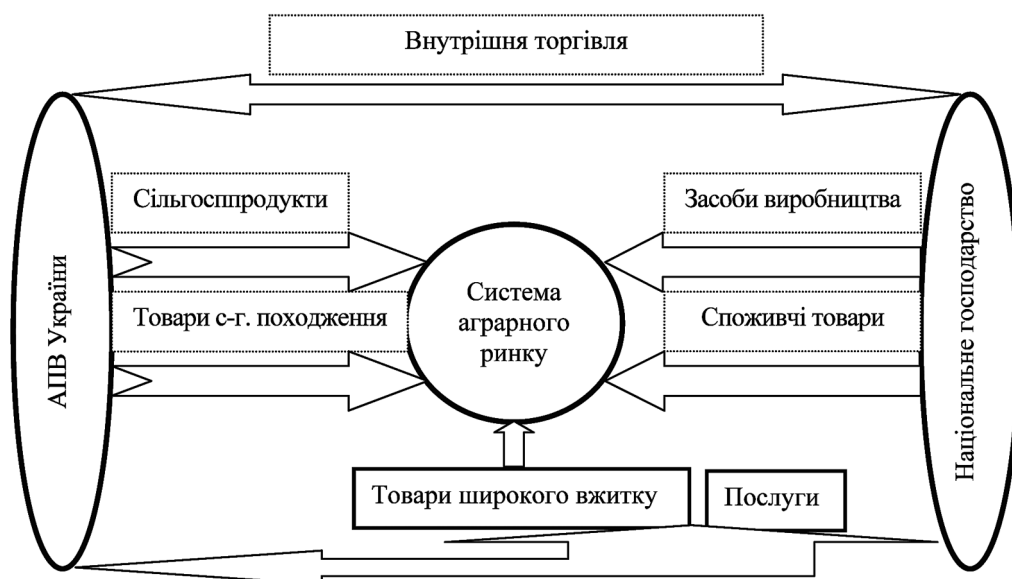 Внутрішня торгівля
Сільгосппродукти
Засоби виробництва
АПВ України
Товари с-г. походження
Система
аграрного
ринку
Споживчі товари
Національне господарство
Товари широкого вжитку
Послуги